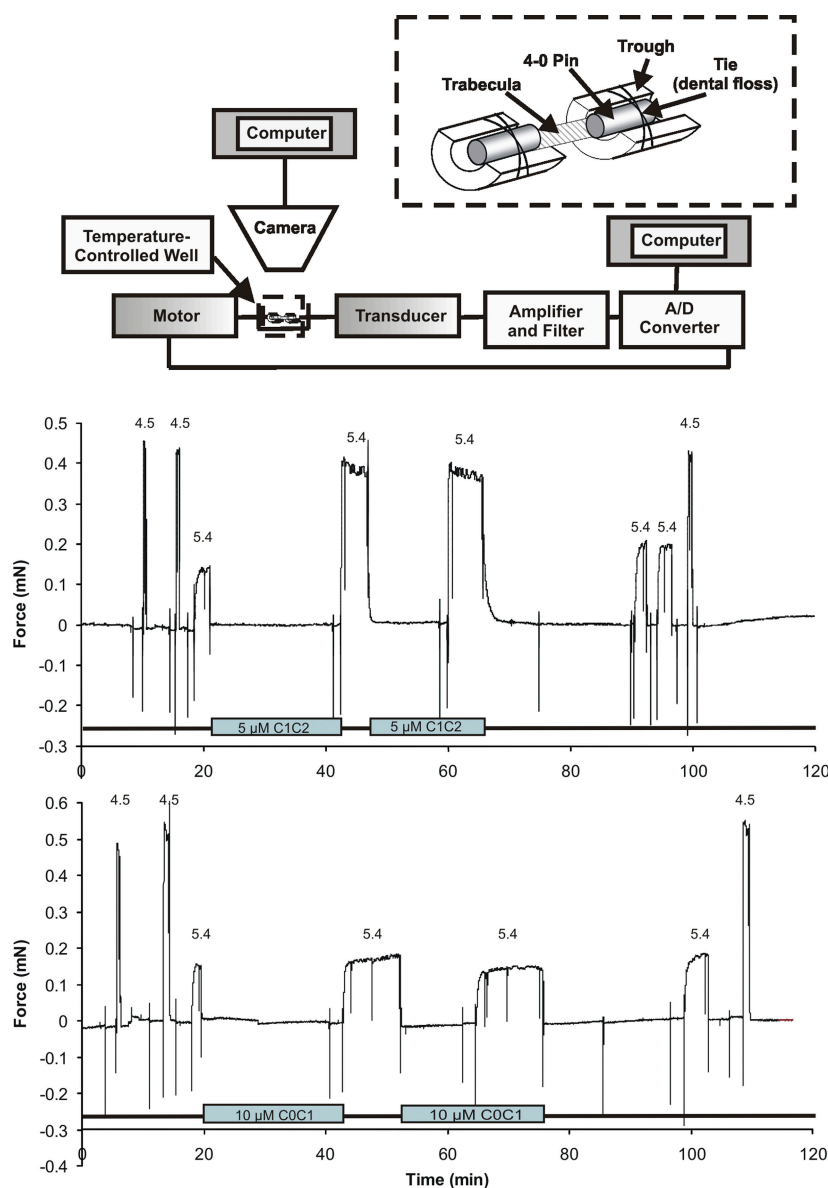 Computer
Camera
Temperature-
Controlled Well
Motor
Transducer
Amplifier
and Filter
A/D
Converter
Computer
Trabecula
4-0 Pin
Trough
Tie
(dental floss)
0.5
0.4
0.3
0.2
0.1
0
-0.1
-0.2
-0.3
Force (mN)
4.5
4.5
5.4
5.4
5.4
5.4
5.4
4.5
5 µM C1C2
5 µM C1C2
0
20
40
60
80
100
120
0.6
0.5
0.4
0.3
0.2
0.1
0
-0.1
-0.2
-0.3
-0.4
Force (mN)
4.5
4.5
5.4
5.4
5.4
5.4
4.5
10 µM C0C1
10 µM C0C1
0
20
40
60
80
100
120
Time (min)